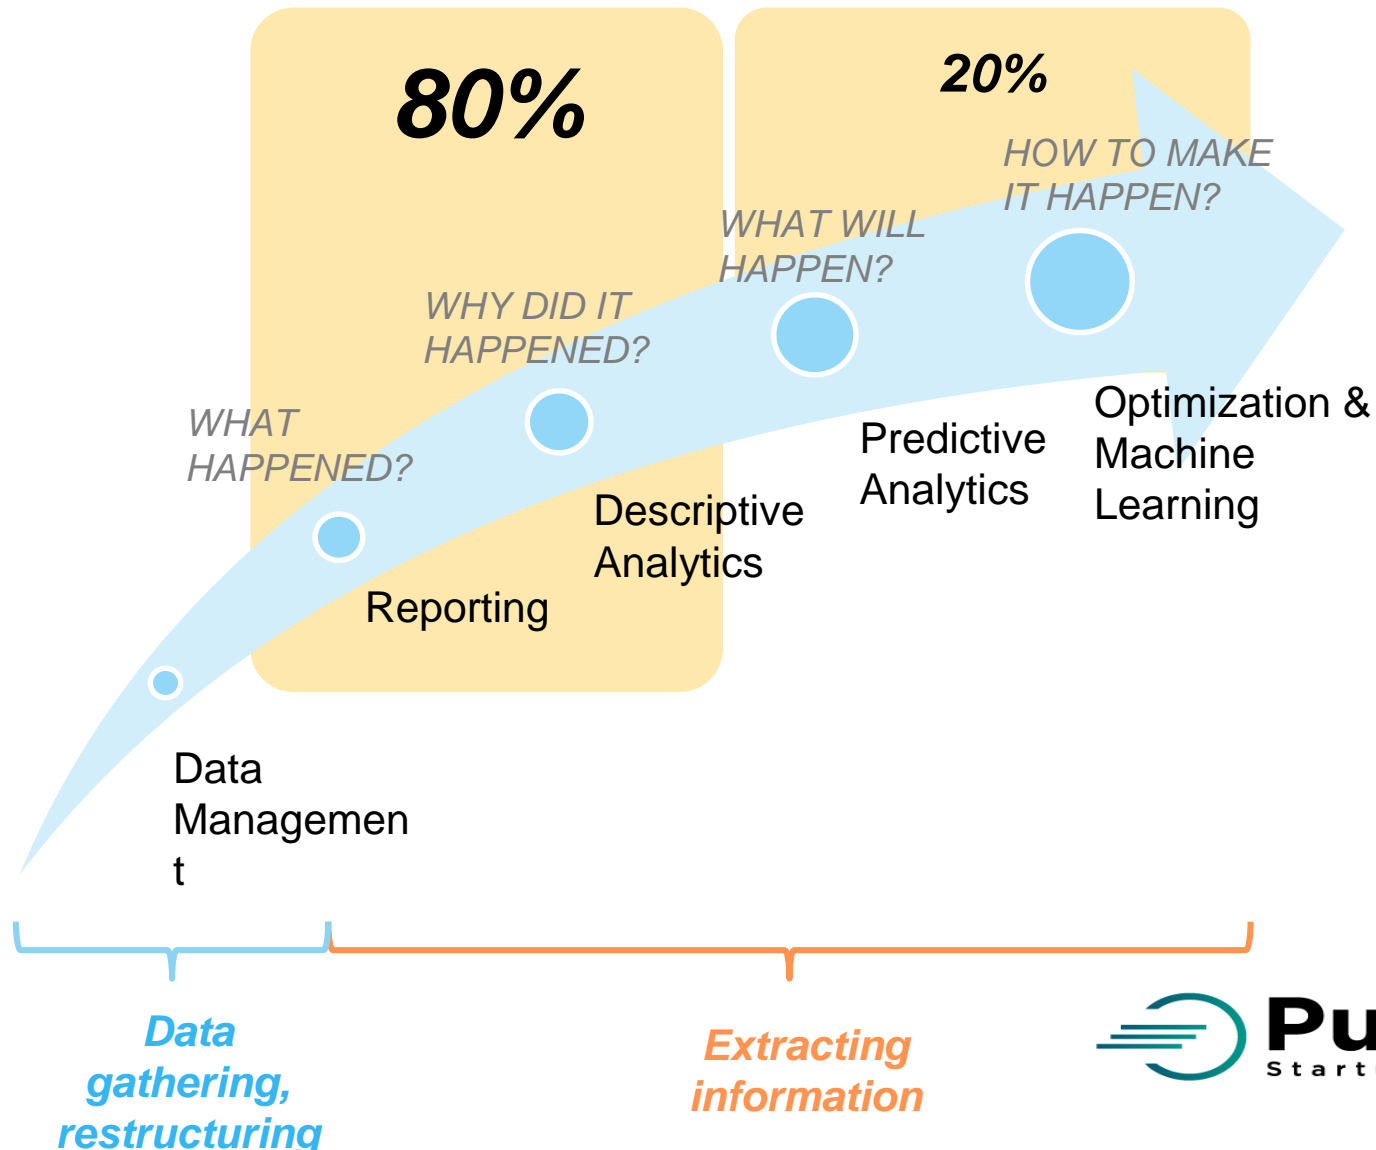 80%
20%
HOW TO MAKE
IT HAPPEN?
WHAT WILL
HAPPEN?
WHY DID IT
HAPPENED?
WHAT
HAPPENED?
Optimization &
Machine
Learning
Predictive
Analytics
Descriptive
Analytics
Reporting
Data
Managemen
t
Data
gathering,
restructuring
Extracting
information
Pu
Startu